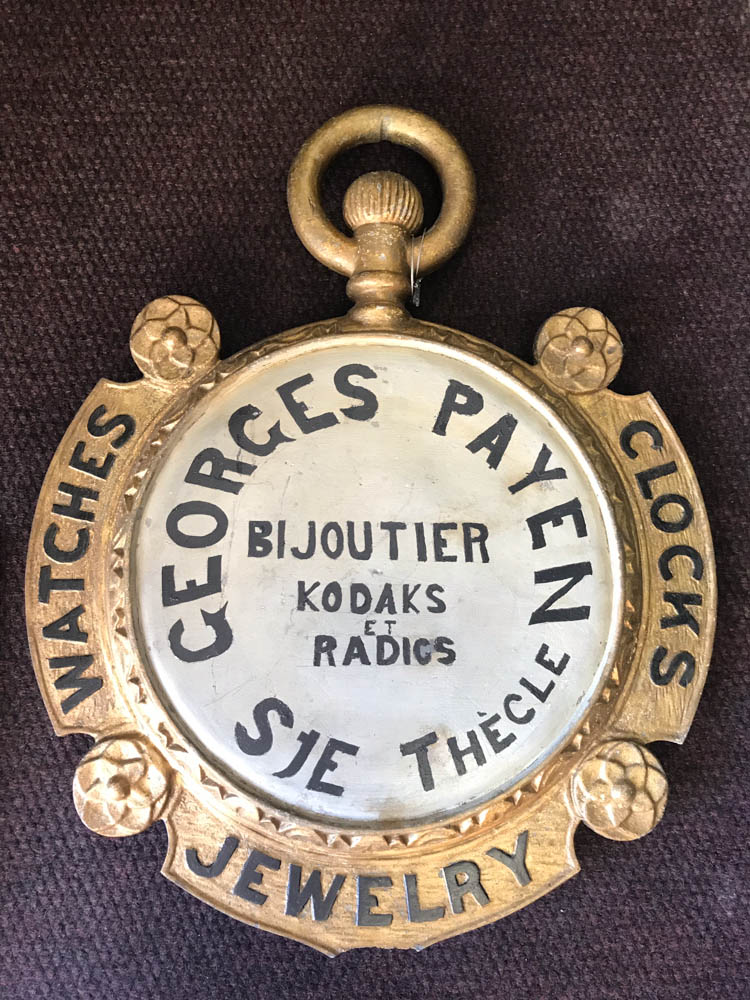 GEORGES PAYEN
BIJOUTIER
KODAKS
ET
RADIOS
STE THÈCLE
WATCHES
CLOCKS
JEWELRY